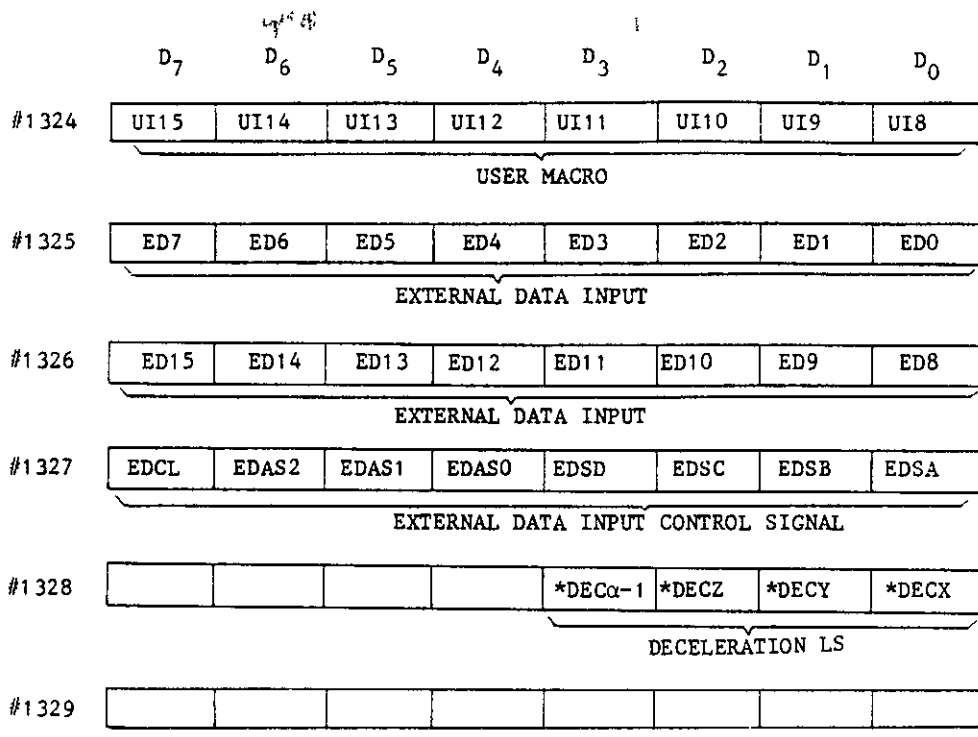 D7 D6 D5 D4 D3 D2 D1 D0
#1324 UI15 UI14 UI13 UI12 UI11 UI10 UI9 UI8
USER MACRO
#1325 ED7 ED6 ED5 ED4 ED3 ED2 ED1 ED0
EXTERNAL DATA INPUT
#1326 ED15 ED14 ED13 ED12 ED11 ED10 ED9 ED8
EXTERNAL DATA INPUT
#1327 EDCL EDAS2 EDAS1 EDAS0 EDSD EDSC EDSB EDSA
EXTERNAL DATA INPUT CONTROL SIGNAL
#1328 *DECα-1 *DECZ *DECY *DECX
DECELERATION LS
#1329